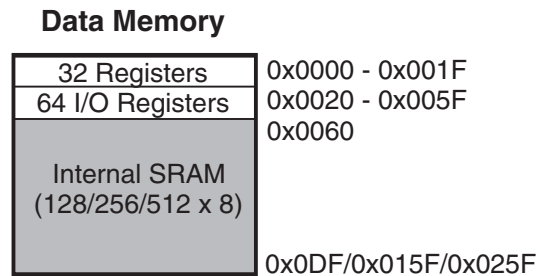 Data Memory
32 Registers 0x0000 - 0x001F
64 I/O Registers 0x0020 - 0x005F
0x0060
Internal SRAM
(128/256/512 x 8)
0x0DF/0x015F/0x025F